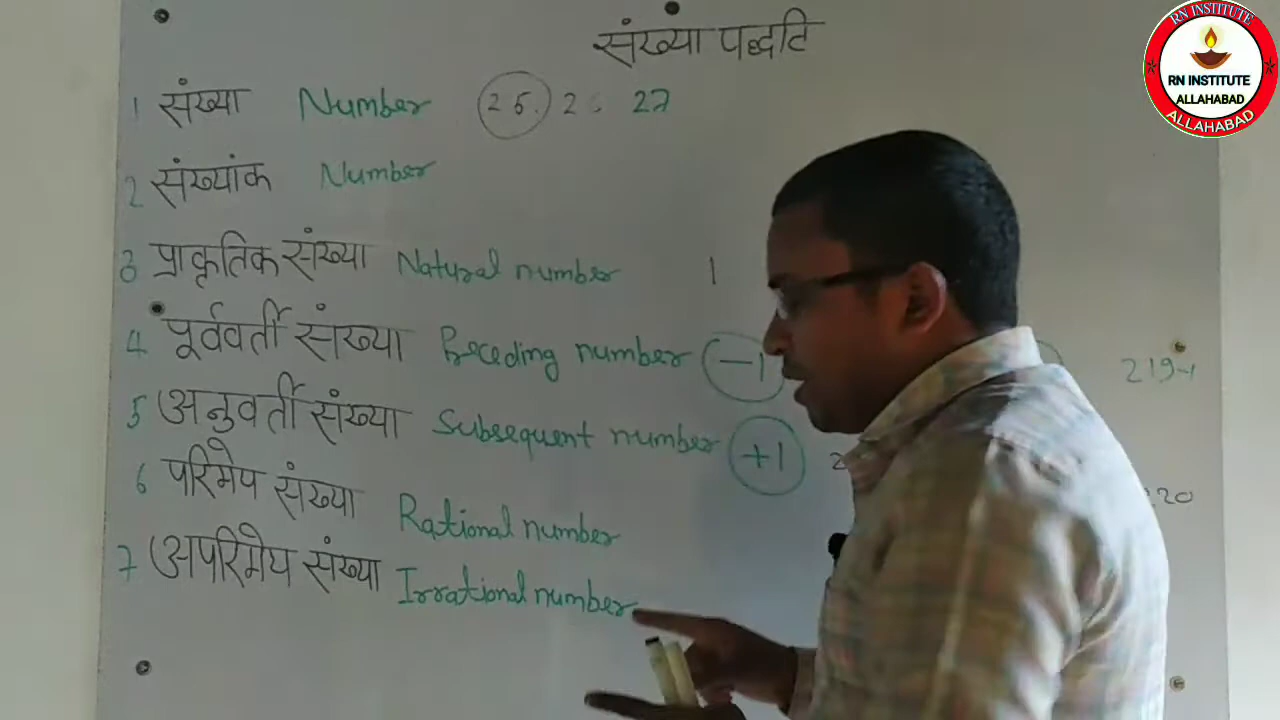 संख्या पद्धति
1 संख्या Number 25. 2 27
2 संख्यांक Number
3 प्राकृतिक संख्या Natural number 1
4 पूर्ववर्ती संख्या Preceding number -1 219-1
5 अनुवर्ती संख्या Subsequent number +1 2
6 परिमेय संख्या Rational number
7 अपरिमेय संख्या Irrational number
RN INSTITUTE
RN INSTITUTE
ALLAHABAD
ALLAHABAD